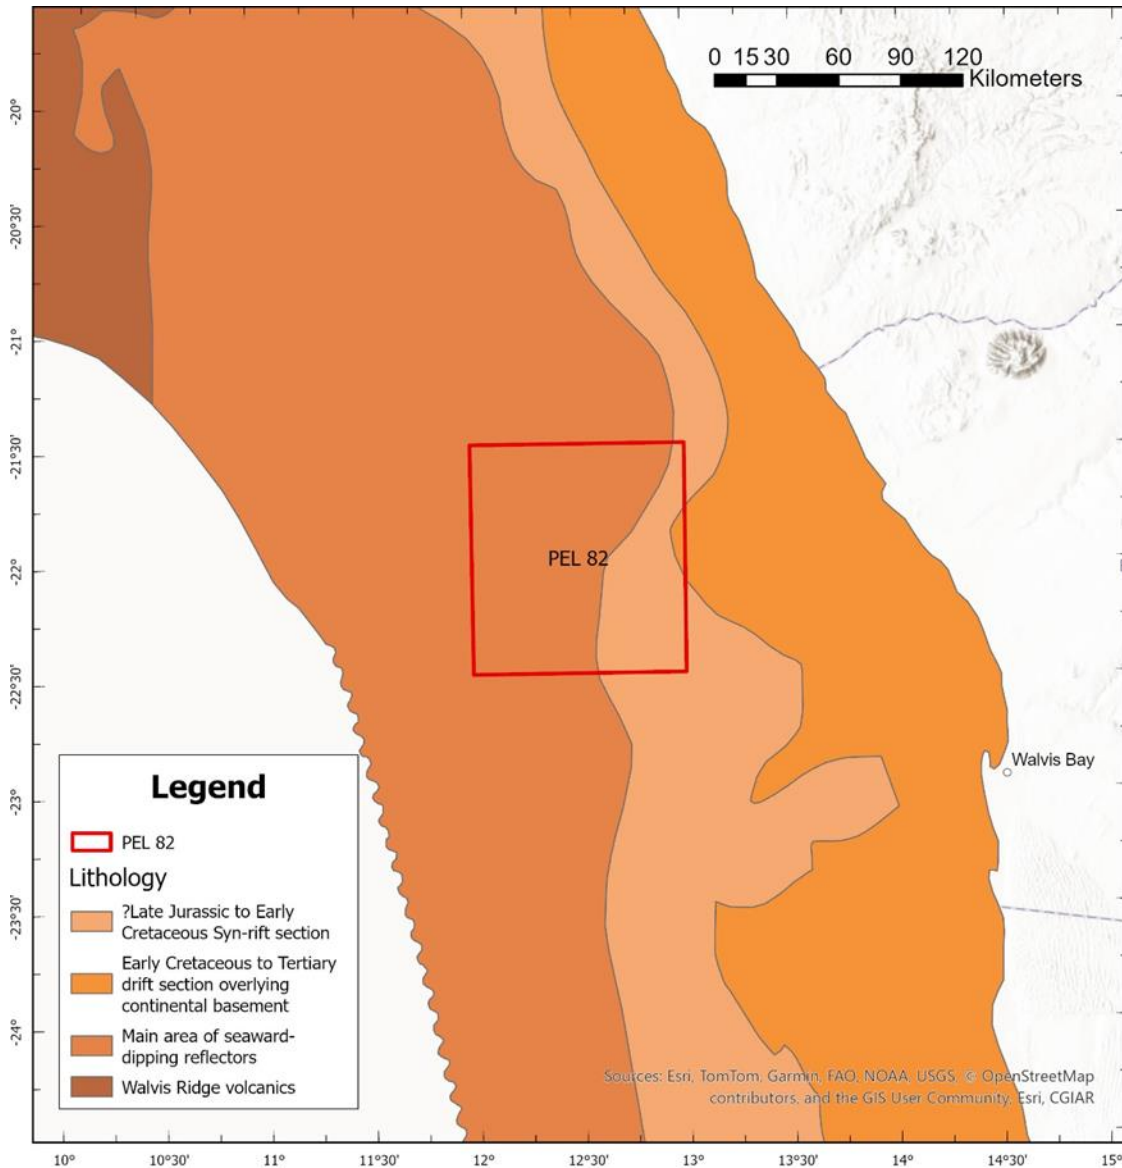 0 15 30 60 90 120
Kilometers
-20°
-20°30'
-21°
-21°30'
-22°
-22°30'
-23°
-23°30'
-24°
PEL 82
Walvis Bay
Legend
PEL 82
Lithology
?Late Jurassic to Early
Cretaceous Syn-rift section
Early Cretaceous to Tertiary
drift section overlying
continental basement
Main area of seaward-
dipping reflectors
Walvis Ridge volcanics
Sources: Esri, TomTom, Garmin, FAO, NOAA, USGS, © OpenStreetMap
contributors, and the GIS User Community, Esri, CGIAR
10° 10°30' 11° 11°30' 12° 12°30' 13° 13°30' 14° 14°30' 15°